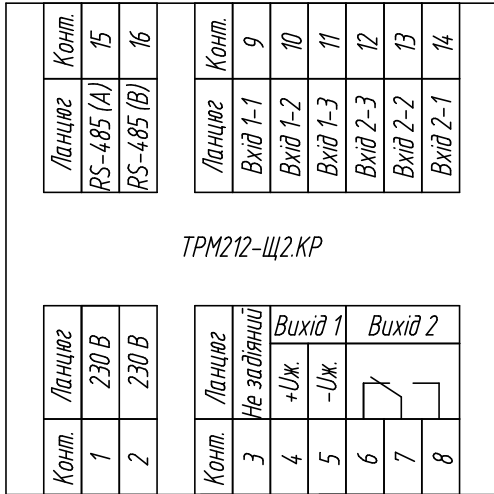 Конт. 15 16
Ланцюг RS-485 (A) RS-485 (B)
Конт. 9 10 11 12 13 14
Ланцюг Вхід 1-1 Вхід 1-2 Вхід 1-3 Вхід 2-3 Вхід 2-2 Вхід 2-1
ТРМ212-Щ2.КР
Ланцюг 230 В 230 В
Конт. 1 2
Вихід 1 Вихід 2
Ланцюг Не задіяний +Uж. -Uж.
Конт. 3 4 5 6 7 8